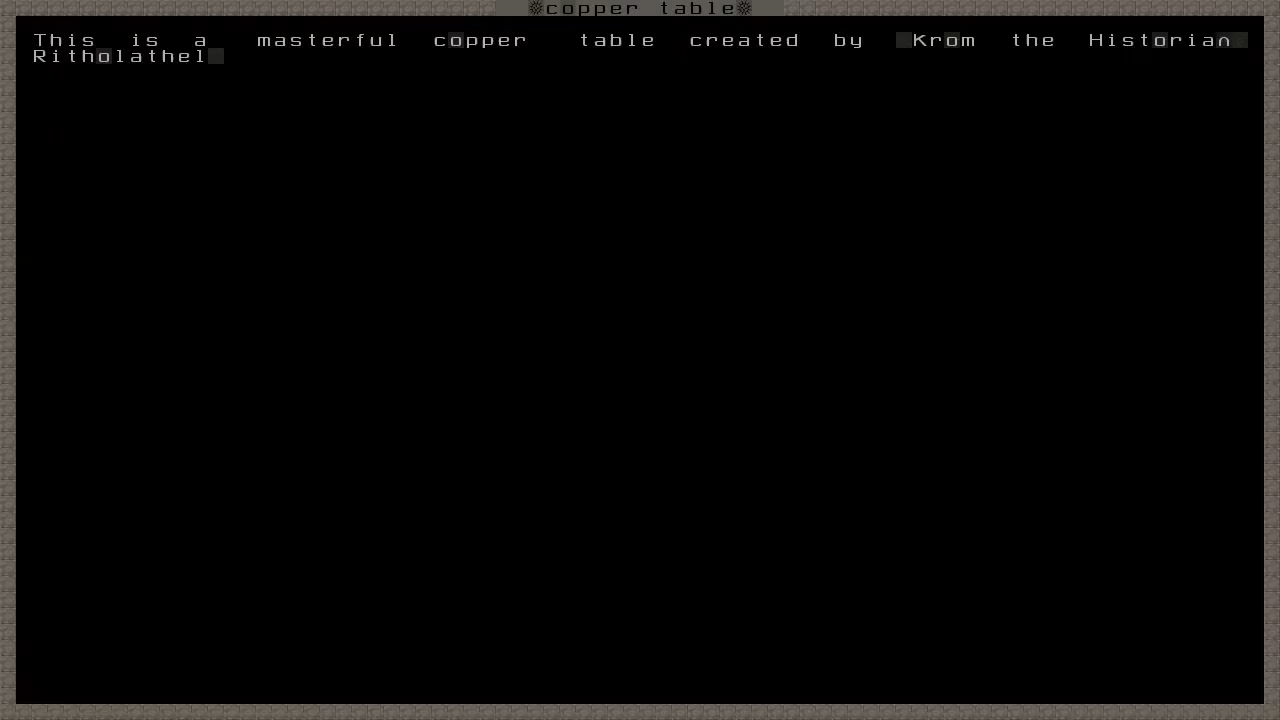 ☼copper table☼
This is a masterful copper table created by Krom the Historian
Ritholathel